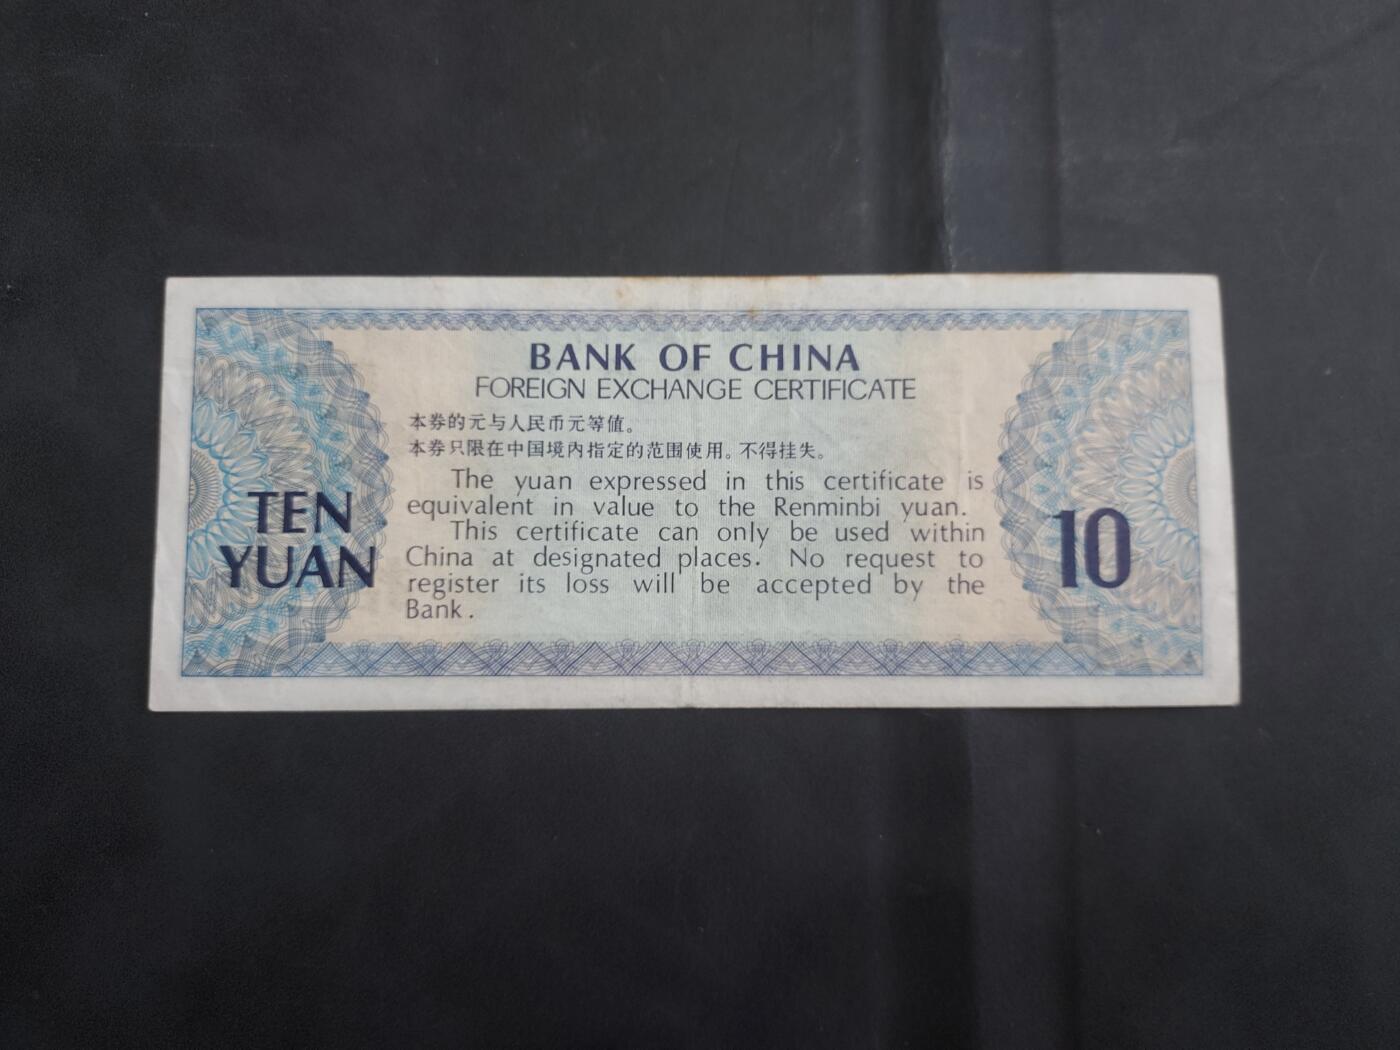 BANK OF CHINA
FOREIGN EXCHANGE CERTIFICATE
本券的元与人民币元等值。
本券只限在中国境内指定的范围使用。不得挂失。
The yuan expressed in this certificate is
equivalent in value to the Renminbi yuan.
This certificate can only be used within
China at designated places. No request to
register its loss will be accepted by the
Bank.
TEN
YUAN
10